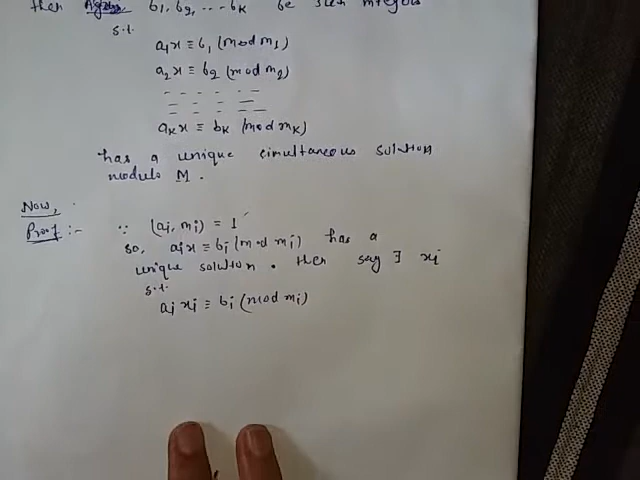 then b1, b2, ... bk be such integers
s.t.
a1x ≡ b1 (mod m1)
a2x ≡ b2 (mod m2)
akx ≡ bk (mod mk)
has a unique simultaneous solution
modulo M.
Now,
Proof :- ∵ (ai, mi) = 1
so, aix ≡ bi (mod mi) has a
unique solution. then say ∃ xi
s.t.
ai xi ≡ bi (mod mi)